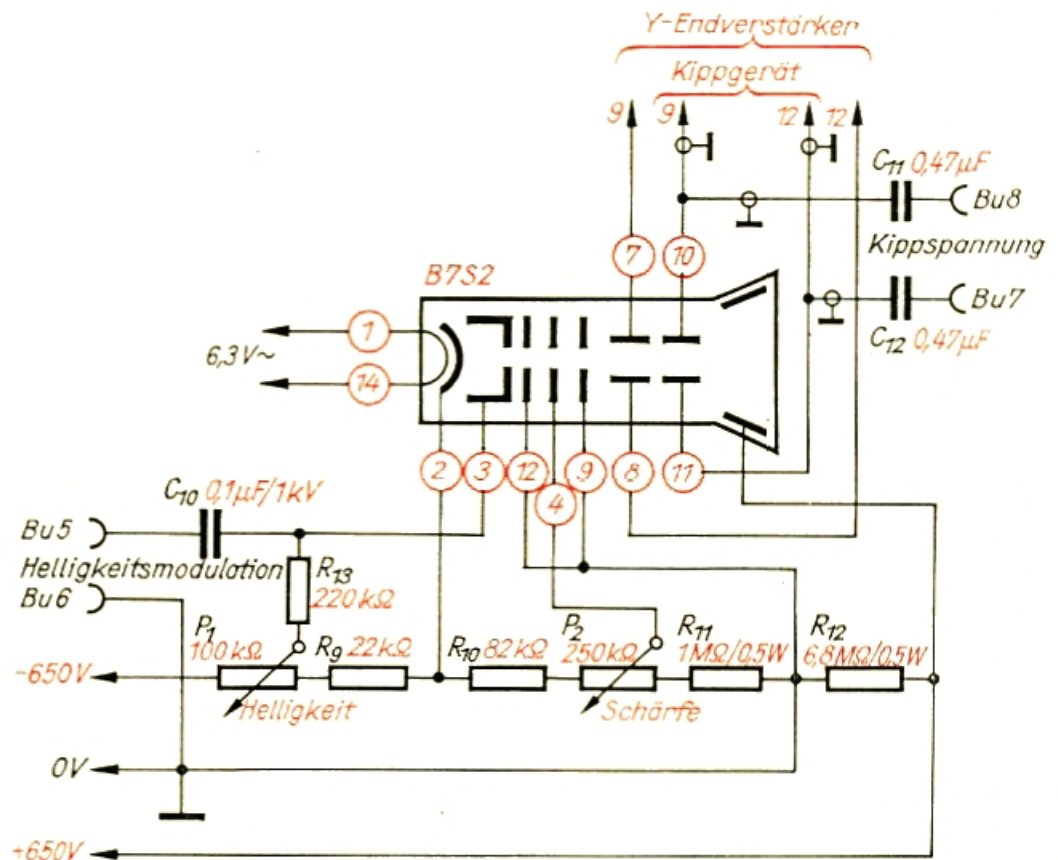 Y-Endverstärker
Kippgerät
9 9 12 12
C11 0,47µF
Bu8
Kippspannung
7 10
B7S2
Bu7
C12 0,47µF
1
6,3V~
14
2 3 12 9 8 11
4
C10 0,1µF/1kV
Bu5
Helligkeitsmodulation
Bu6
R13
220kΩ
P1 100kΩ
R9 22kΩ
R10 82kΩ
P2 250kΩ
R11 1MΩ/0,5W
R12 6,8MΩ/0,5W
-650V
Helligkeit
Schärfe
0V
+650V